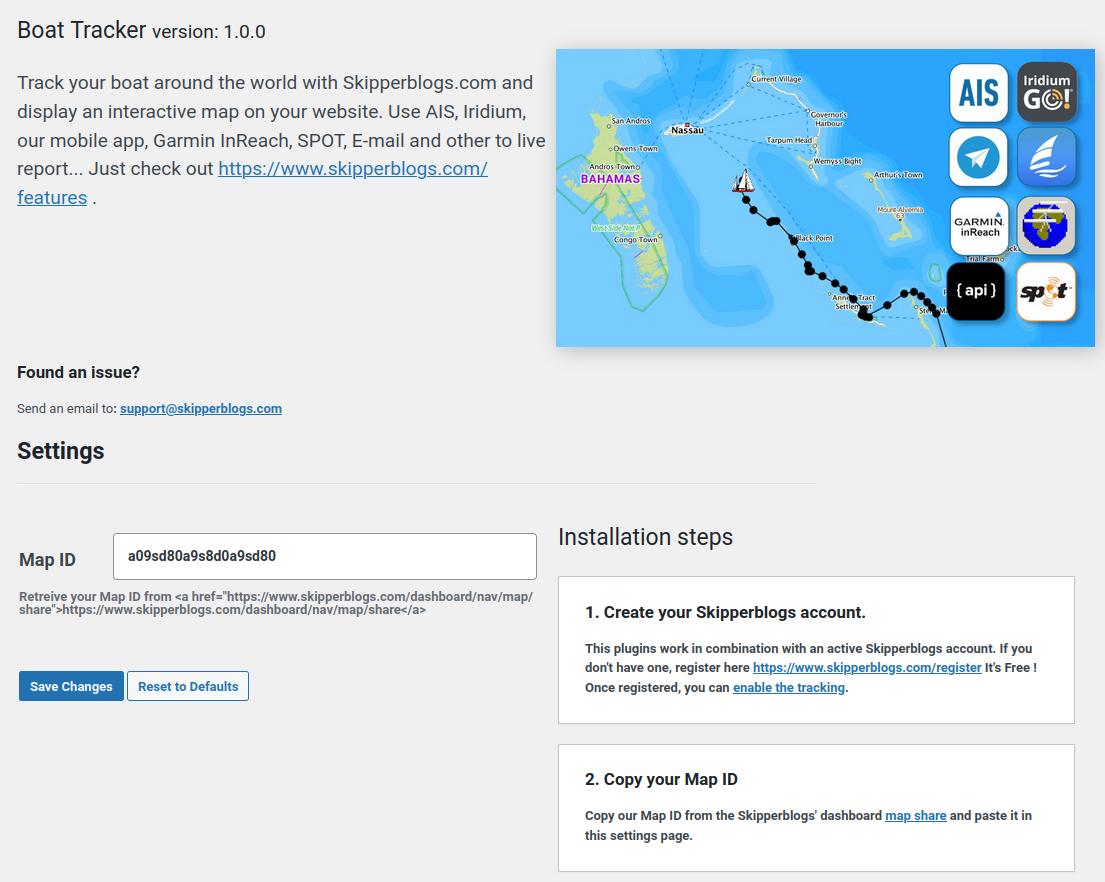 Boat Tracker version: 1.0.0
Track your boat around the world with Skipperblogs.com and
display an interactive map on your website. Use AIS, Iridium,
our mobile app, Garmin InReach, SPOT, E-mail and other to live
report... Just check out https://www.skipperblogs.com/
features .
Current Village
San Andros
Nassau
Governor's
Harbour
Owens Town
Tarpum Head
Andros Town
Wemyss Bight
BAHAMAS
Arthur's Town
Mount Alvernia
63
West Side Nat P
Congo Town
Black Point
Trial Farm
Tract
AIS
Iridium
GO!
GARMIN
inReach
{ api }
spot
Found an issue?
Send an email to: support@skipperblogs.com
Settings
Map ID
a09sd80a9s8d0a9sd80
Retreive your Map ID from <a href="https://www.skipperblogs.com/dashboard/nav/map/
share">https://www.skipperblogs.com/dashboard/nav/map/share</a>
Save Changes
Reset to Defaults
Installation steps
1. Create your Skipperblogs account.
This plugins work in combination with an active Skipperblogs account. If you
don't have one, register here https://www.skipperblogs.com/register It's Free !
Once registered, you can enable the tracking.
2. Copy your Map ID
Copy our Map ID from the Skipperblogs' dashboard map share and paste it in
this settings page.